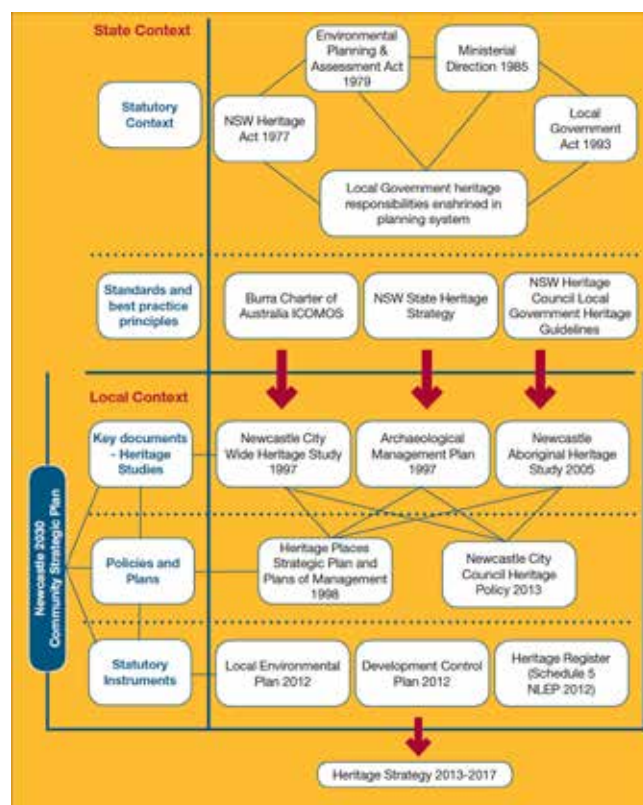 State Context
Environmental
Planning &
Assessment Act
1979
Ministerial
Direction 1985
Statutory
Context
NSW Heritage
Act 1977
Local
Government
Act 1993
Local Government heritage
responsibilities enshrined in
planning system
Standards and
best practice
principles
Burra Charter of
Australia ICOMOS
NSW State Heritage
Strategy
NSW Heritage
Council Local
Government Heritage
Guidelines
Local Context
Newcastle 2030
Community Strategic Plan
Key documents
- Heritage
Studies
Newcastle City
Wide Heritage Study
1997
Archaeological
Management Plan
1997
Newcastle
Aboriginal Heritage
Study 2005
Policies and
Plans
Heritage Places
Strategic Plan and
Plans of Management
1998
Newcastle City
Council Heritage
Policy 2013
Statutory
Instruments
Local Environmental
Plan 2012
Development Control
Plan 2012
Heritage Register
(Schedule 5
NLEP 2012)
Heritage Strategy 2013-2017